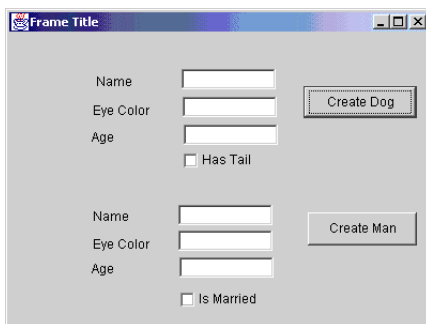 Frame Title
Name
Eye Color
Create Dog
Age
Has Tail
Name
Eye Color
Create Man
Age
Is Married